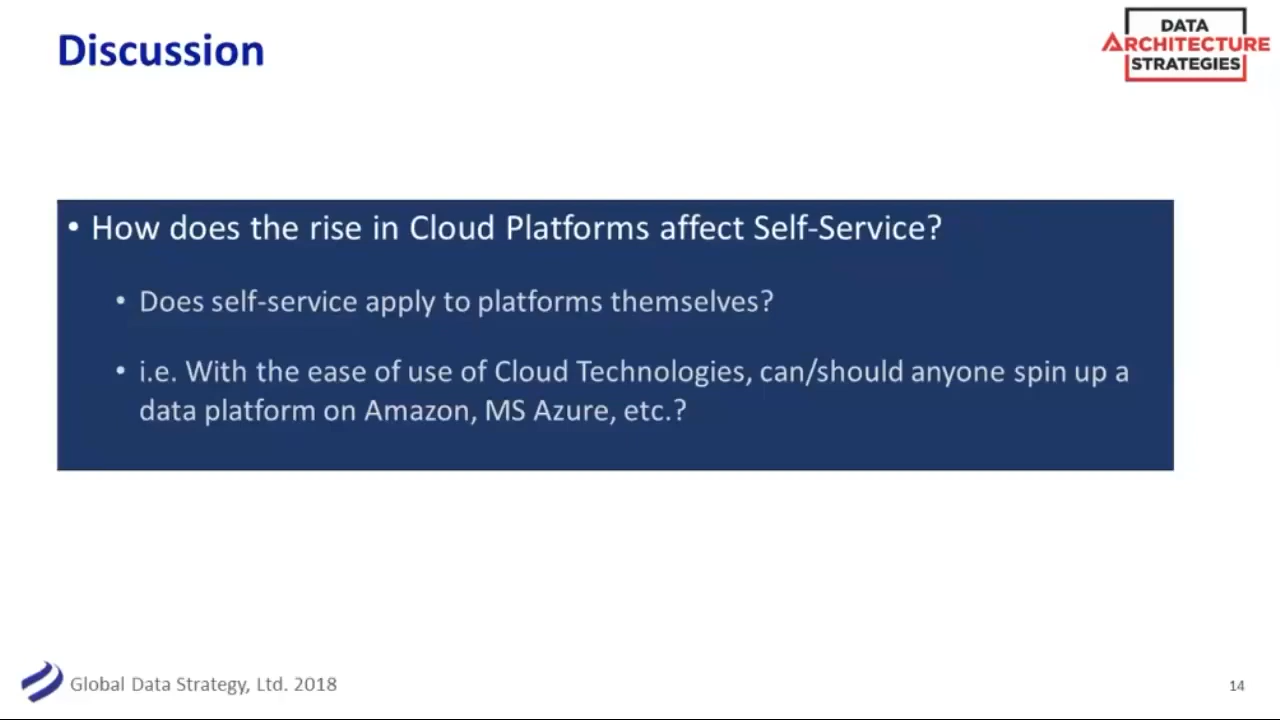 Discussion
DATA
ARCHITECTURE
STRATEGIES
• How does the rise in Cloud Platforms affect Self-Service?
• Does self-service apply to platforms themselves?
• i.e. With the ease of use of Cloud Technologies, can/should anyone spin up a
data platform on Amazon, MS Azure, etc.?
Global Data Strategy, Ltd. 2018
14